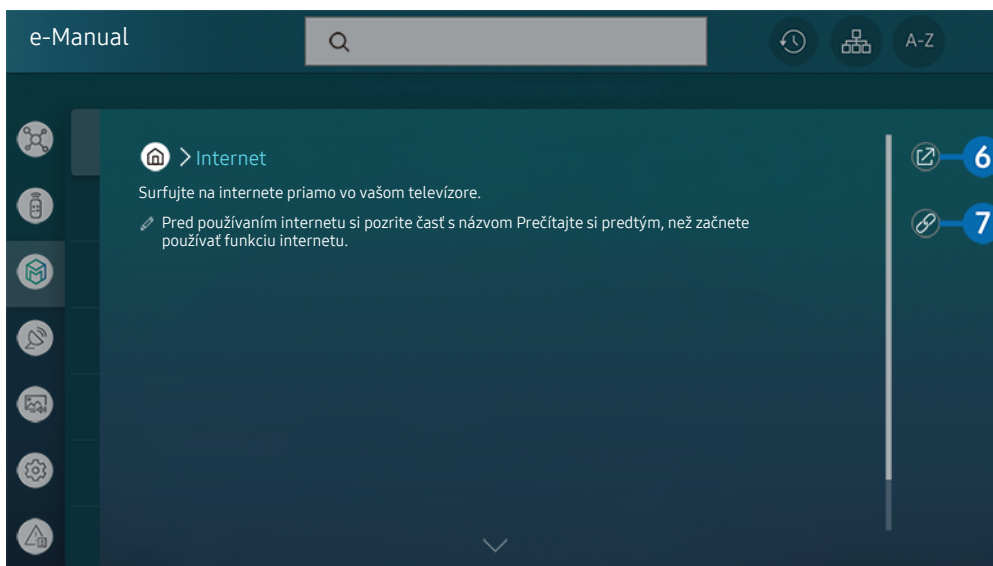 e-Manual
A-Z
> Internet
Surfujte na internete priamo vo vašom televízore.
Pred používaním internetu si pozrite časť s názvom Prečítajte si predtým, než začnete
používať funkciu internetu.
6
7